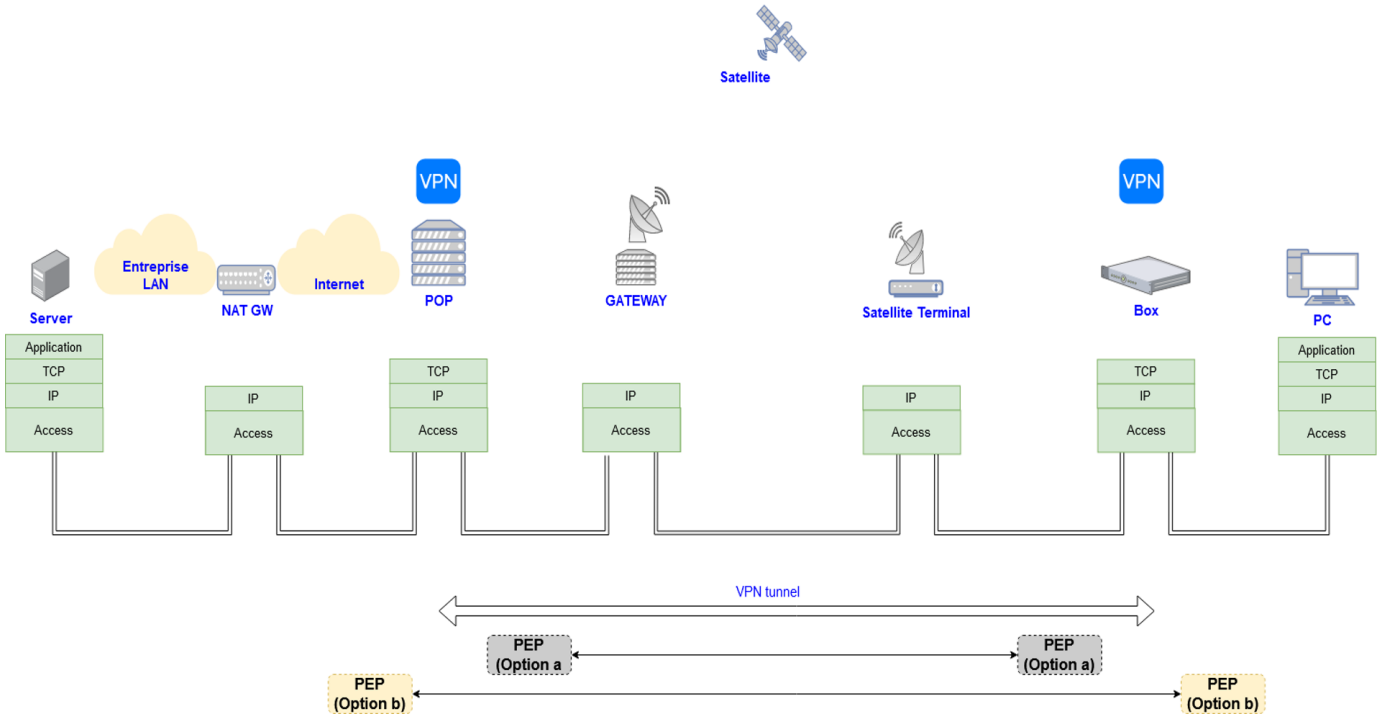 Satellite
VPN
VPN
Entreprise
LAN
Internet
Server
NAT GW
POP
GATEWAY
Satellite Terminal
Box
PC
Application
TCP
IP
Access
IP
Access
TCP
IP
Access
IP
Access
IP
Access
TCP
IP
Access
Application
TCP
IP
Access
VPN tunnel
PEP
(Option a
PEP
(Option a)
PEP
(Option b)
PEP
(Option b)